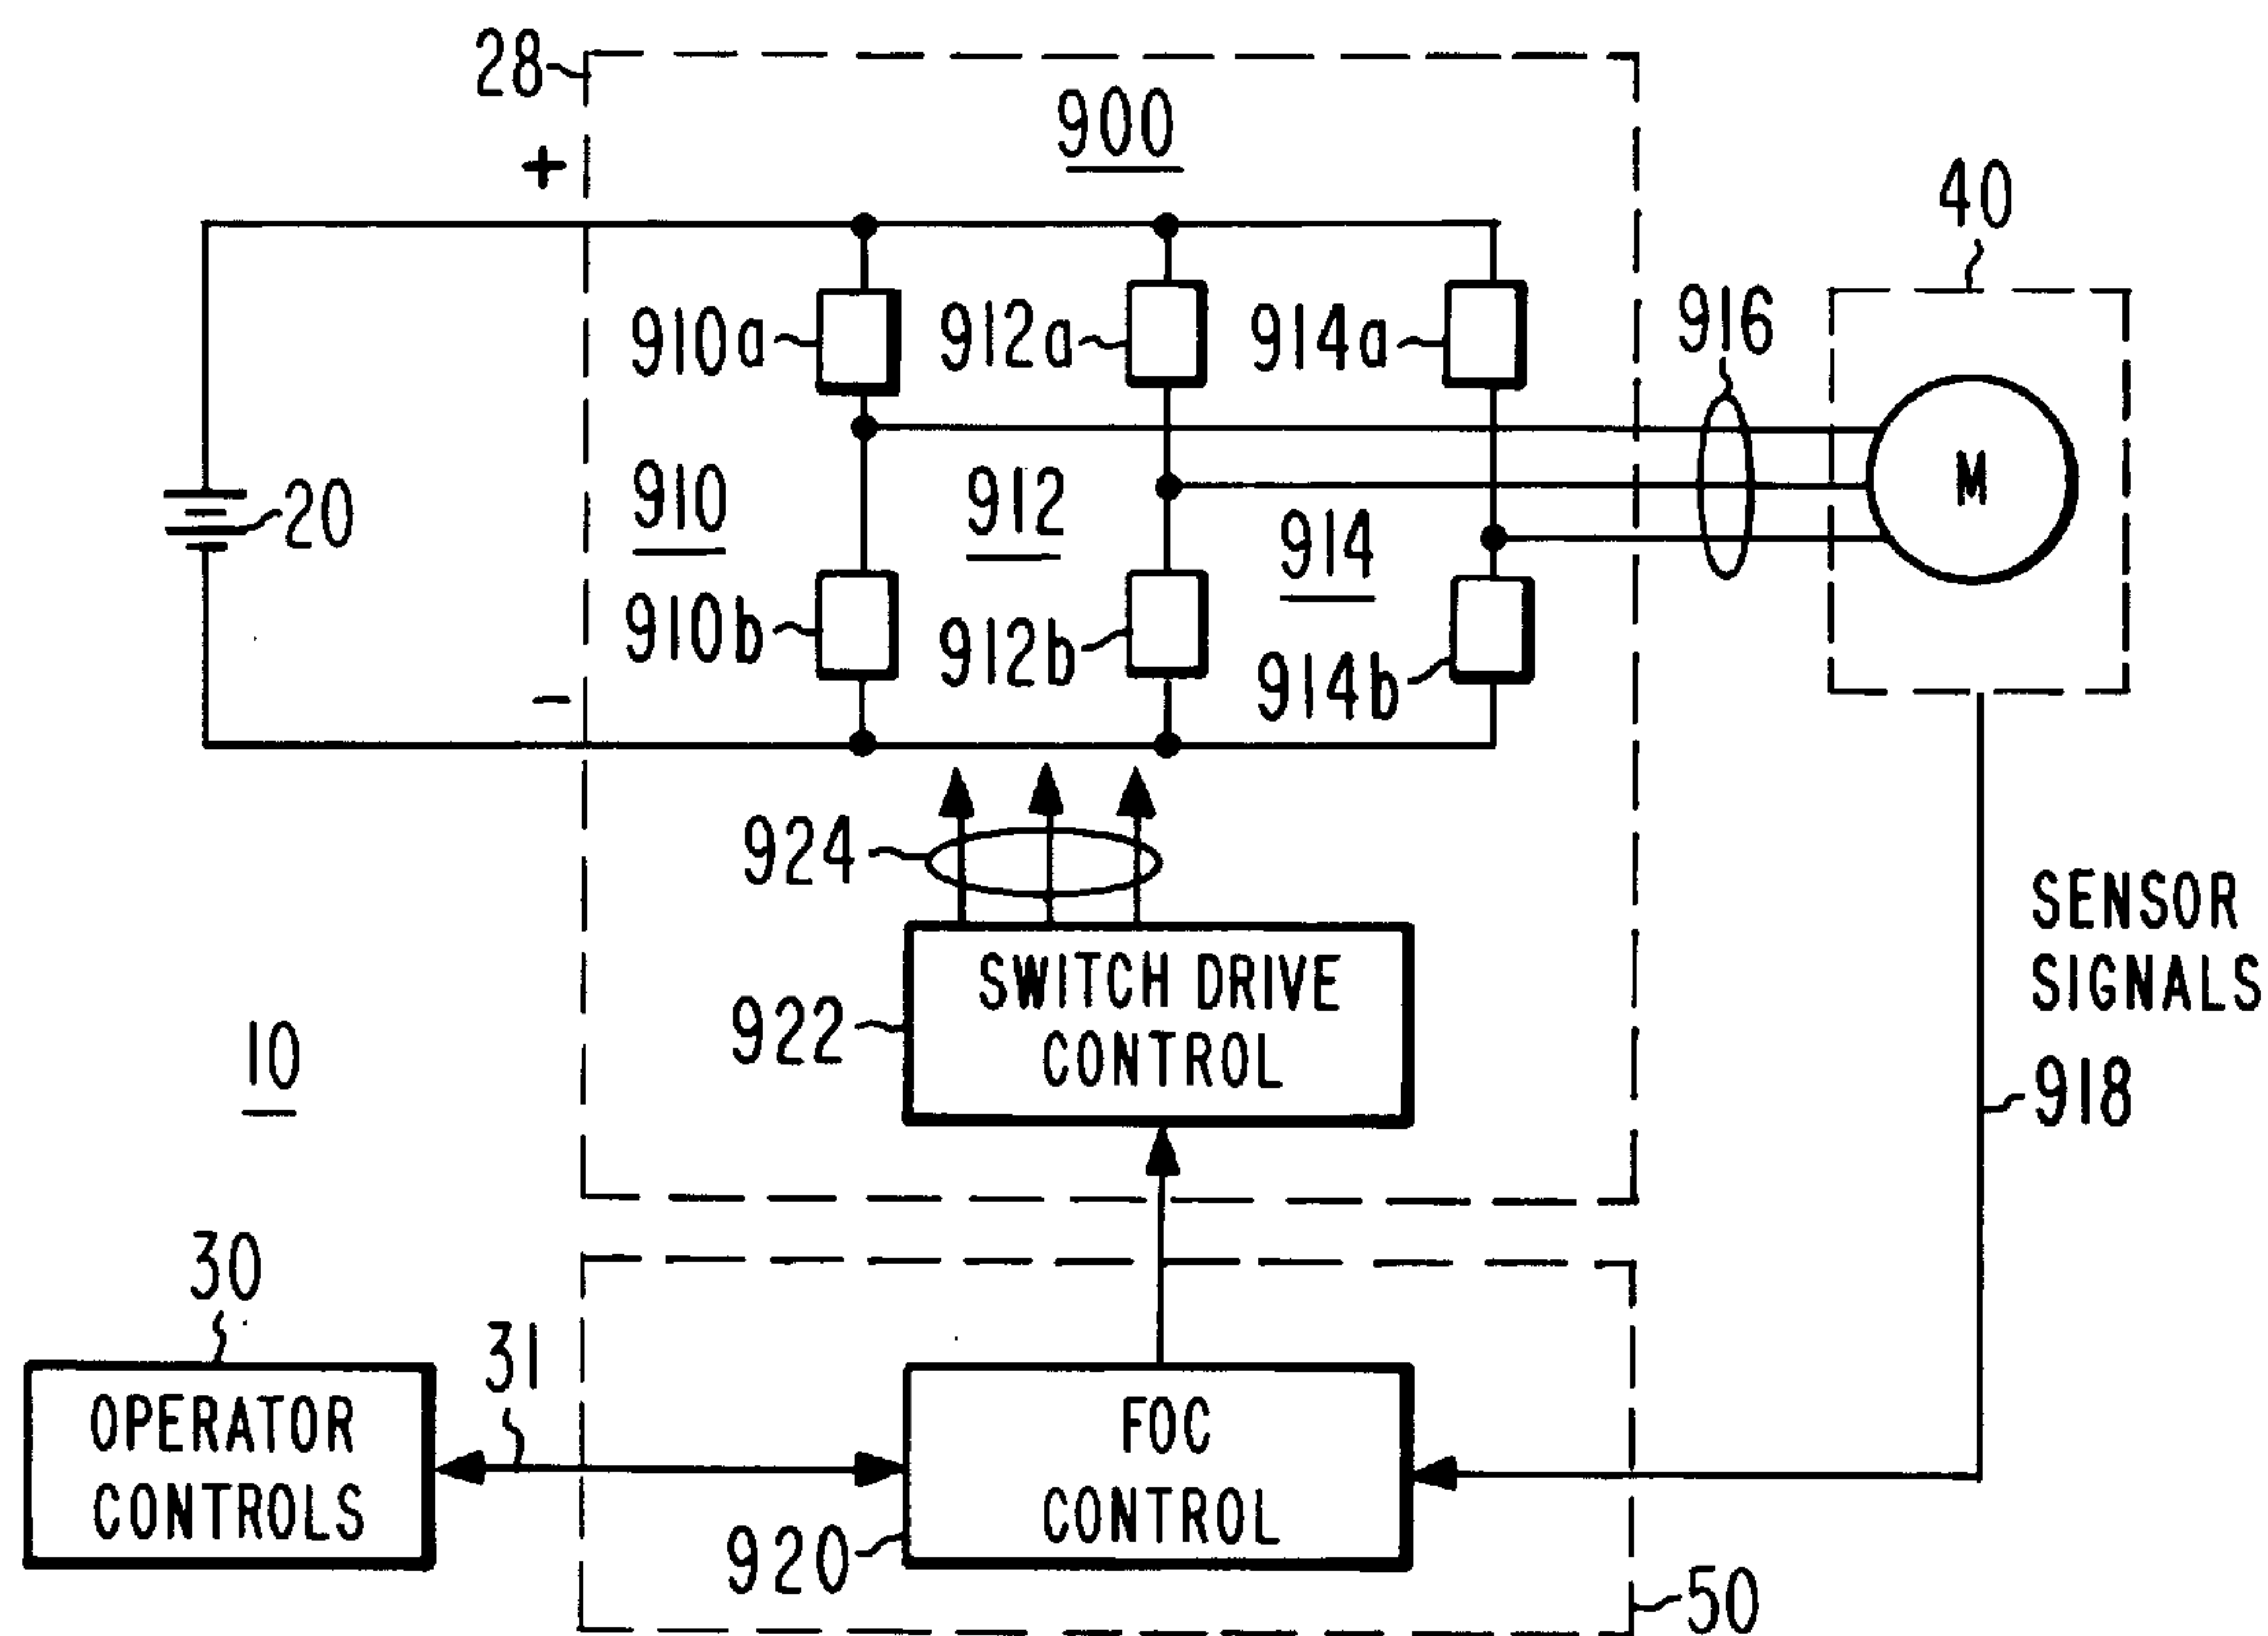 28
900
+
40
910a
912a
914a
916
M
20
910
912
914
910b
912b
914b
-
924
SWITCH DRIVE
CONTROL
922
SENSOR
SIGNALS
918
10
30
31
OPERATOR
CONTROLS
FOC
CONTROL
920
50